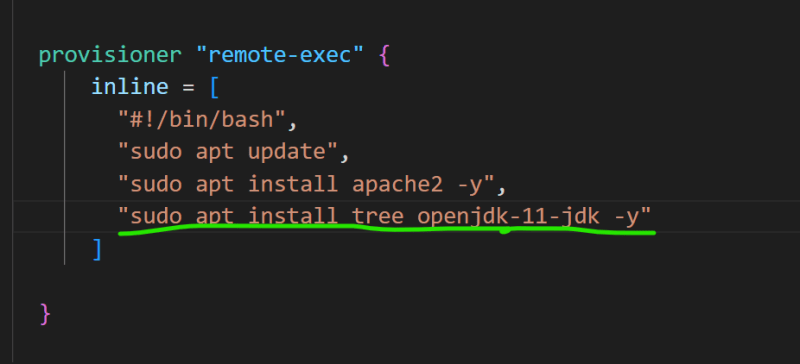 provisioner "remote-exec" {
inline = [
"#!/bin/bash",
"sudo apt update",
"sudo apt install apache2 -y",
"sudo apt install tree openjdk-11-jdk -y"
]
}